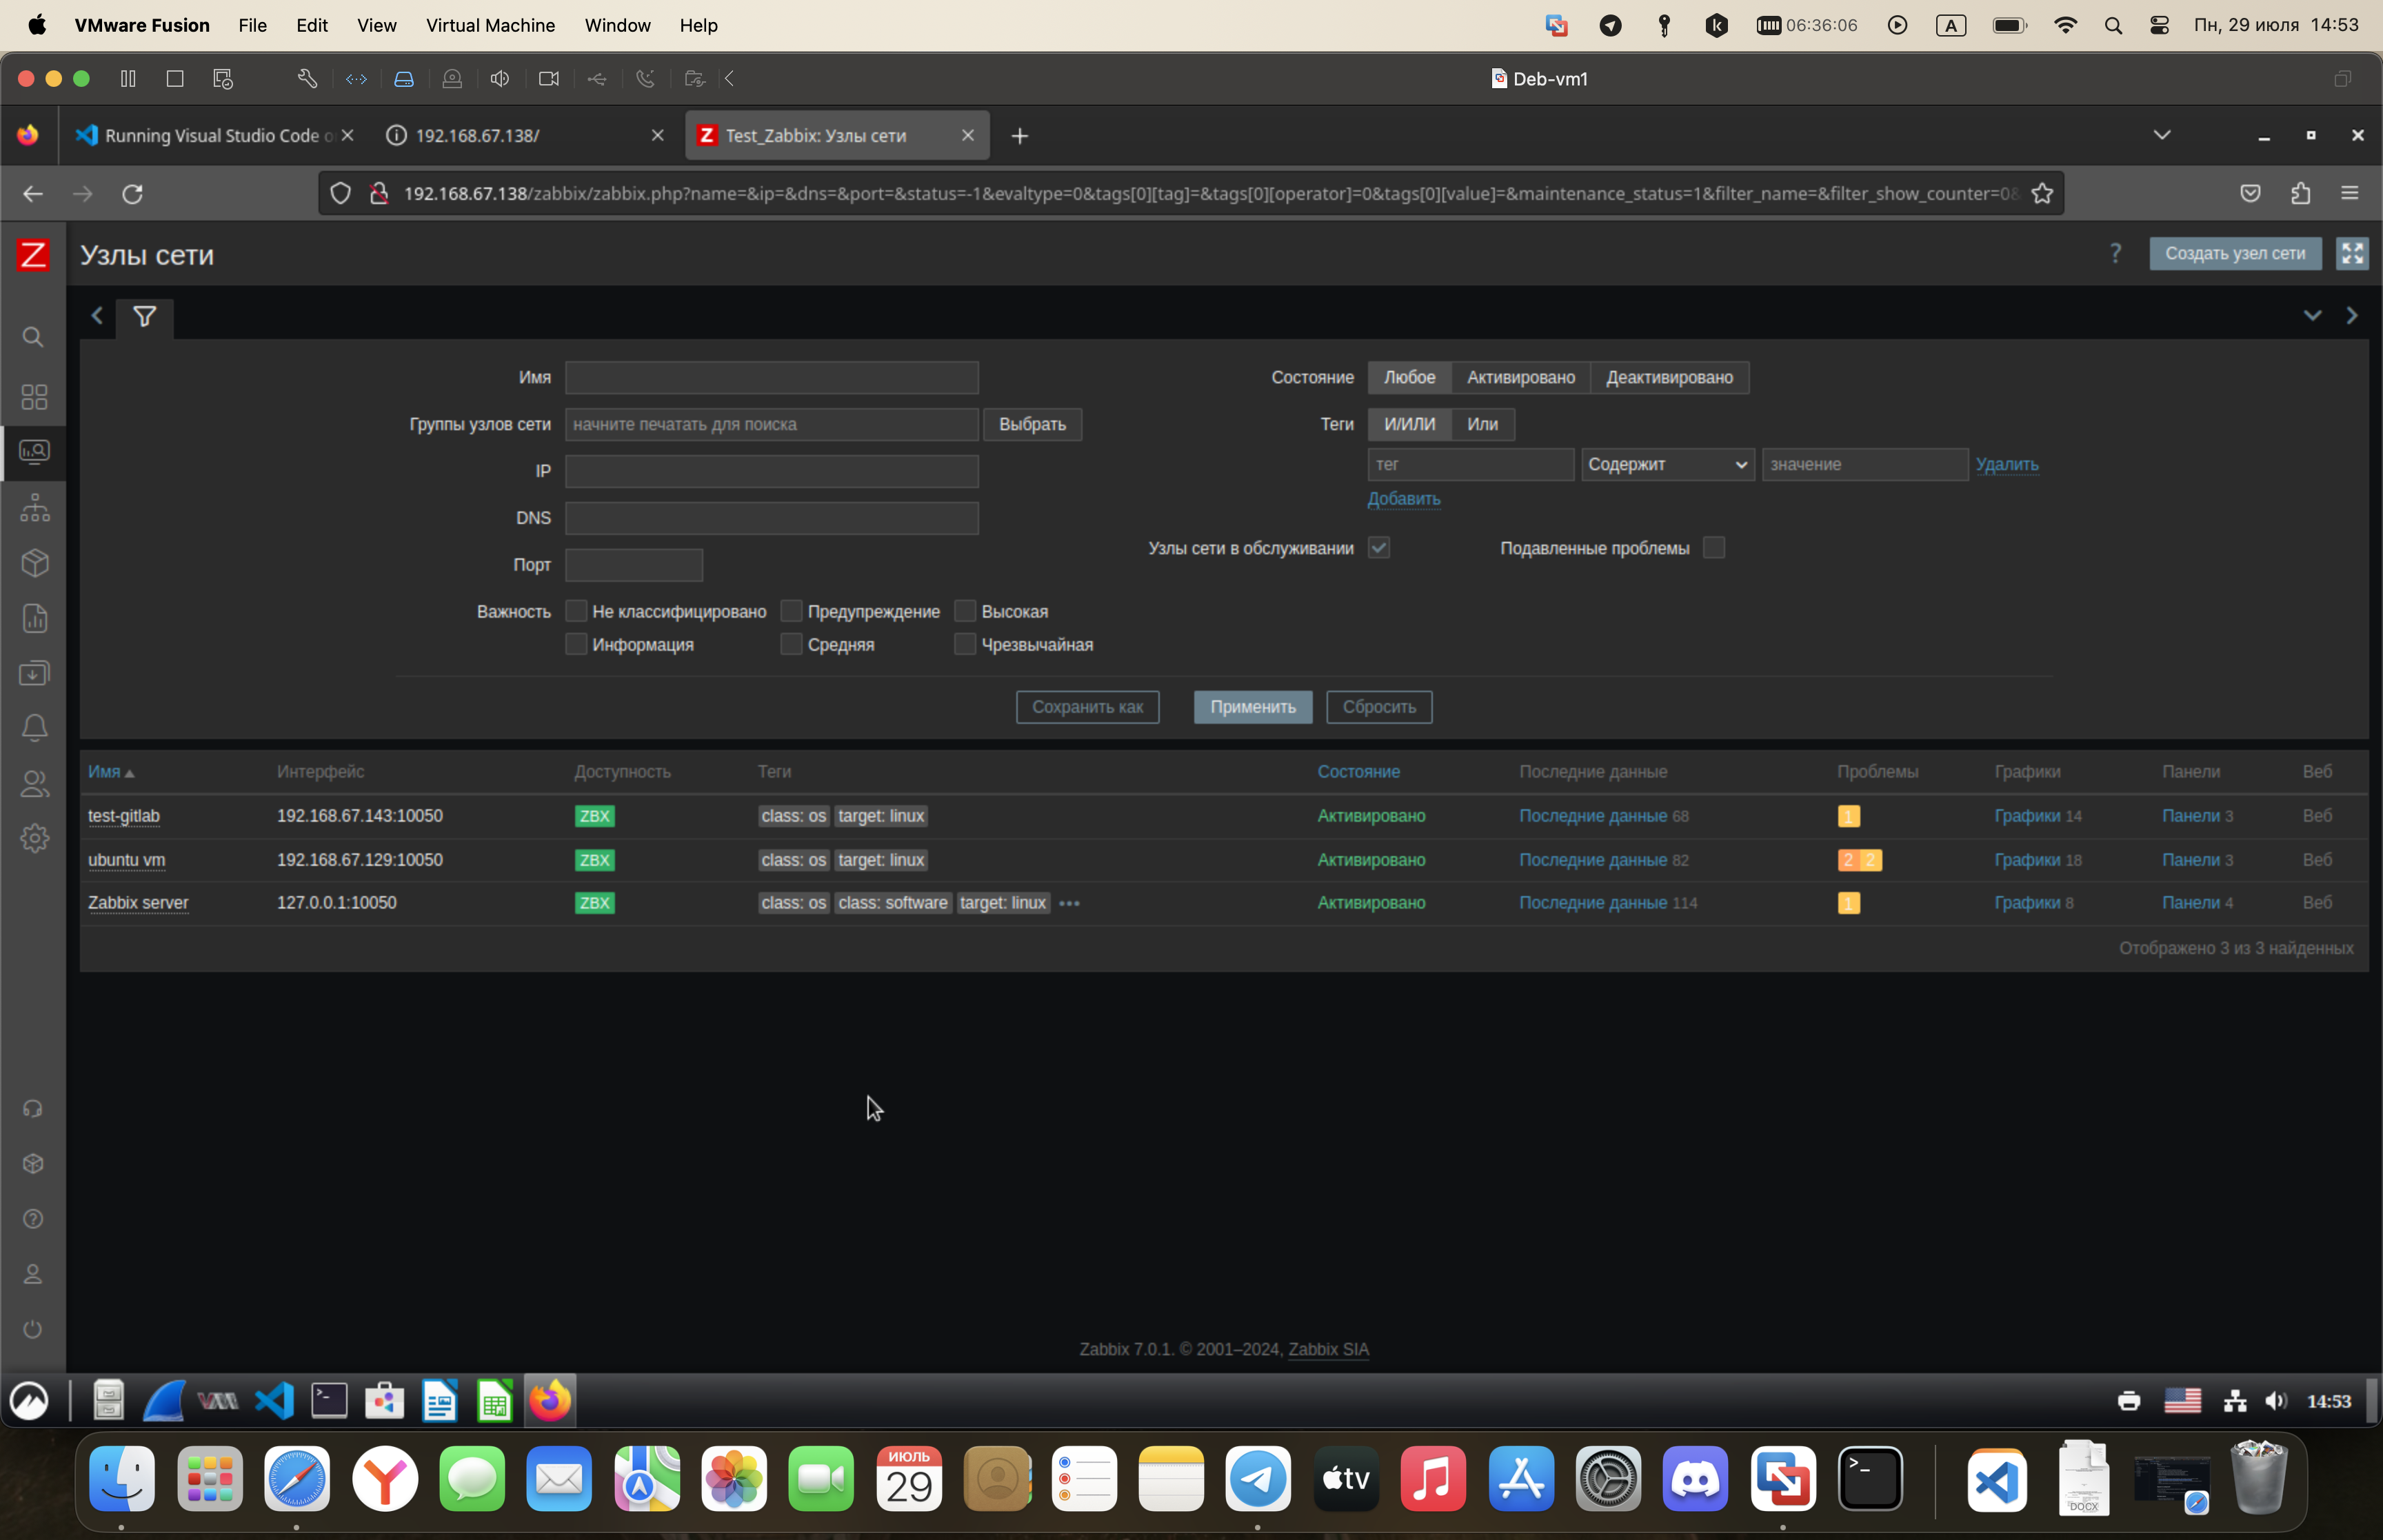 VMware Fusion File Edit View Virtual Machine Window Help 06:36:06 A Пн, 29 июля 14:53
Deb-vm1
Running Visual Studio Code o 192.168.67.138/ Z Test_Zabbix: Узлы сети
192.168.67.138/zabbix/zabbix.php?name=&ip=&dns=&port=&status=-1&evaltype=0&tags[0][tag]=&tags[0][operator]=0&tags[0][value]=&maintenance_status=1&filter_name=&filter_show_counter=0&
Z Узлы сети ? Создать узел сети
Имя Состояние Любое Активировано Деактивировано
Группы узлов сети начните печатать для поиска Выбрать Теги И/ИЛИ Или
IP тег Содержит значение Удалить
Добавить
DNS
Узлы сети в обслуживании Подавленные проблемы
Порт
Важность Не классифицировано Предупреждение Высокая
Информация Средняя Чрезвычайная
Сохранить как Применить Сбросить
Имя Интерфейс Доступность Теги Состояние Последние данные Проблемы Графики Панели Веб
test-gitlab 192.168.67.143:10050 ZBX class: os target: linux Активировано Последние данные 68 1 Графики 14 Панели 3 Веб
ubuntu vm 192.168.67.129:10050 ZBX class: os target: linux Активировано Последние данные 82 2 2 Графики 18 Панели 3 Веб
Zabbix server 127.0.0.1:10050 ZBX class: os class: software target: linux ••• Активировано Последние данные 114 1 Графики 8 Панели 4 Веб
Отображено 3 из 3 найденных
Zabbix 7.0.1. © 2001–2024, Zabbix SIA
14:53
ИЮЛЬ
29
tv
DOCX